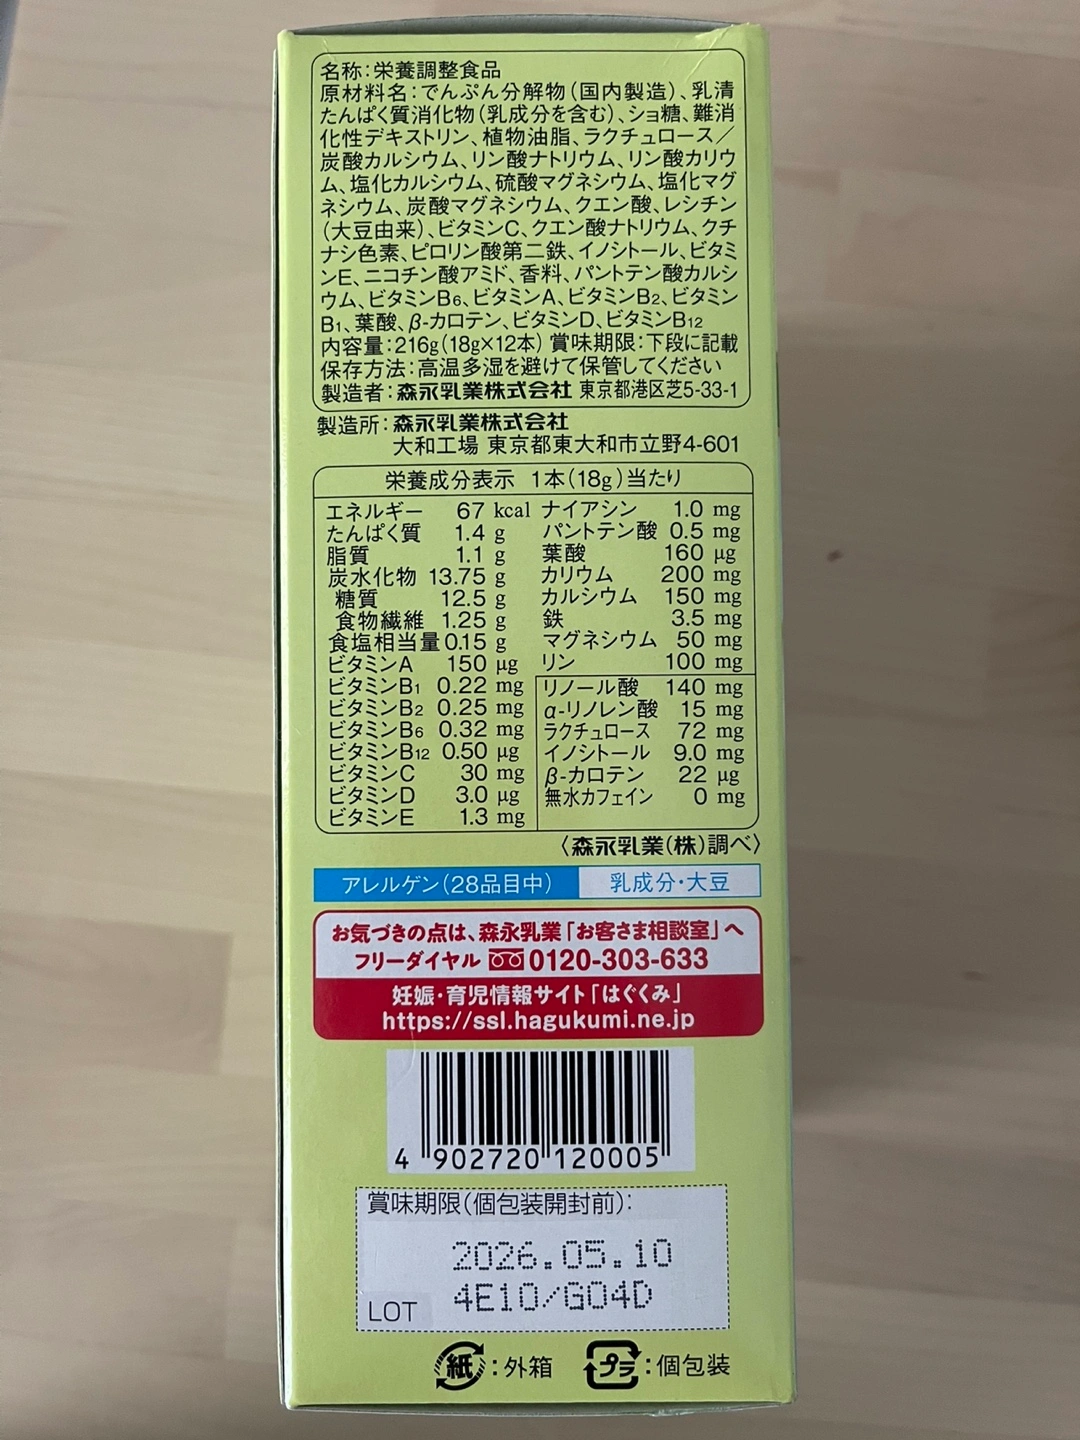 名称:栄養調整食品
原材料名:でんぷん分解物(国内製造)、乳清
たんぱく質消化物(乳成分を含む)、ショ糖、難消
化性デキストリン、植物油脂、ラクチュロース/
炭酸カルシウム、リン酸ナトリウム、リン酸カリウ
ム、塩化カルシウム、硫酸マグネシウム、塩化マグ
ネシウム、炭酸マグネシウム、クエン酸、レシチン
(大豆由来)、ビタミンC、クエン酸ナトリウム、クチ
ナシ色素、ピロリン酸第二鉄、イノシトール、ビタミ
ンE、ニコチン酸アミド、香料、パントテン酸カルシ
ウム、ビタミンB6、ビタミンA、ビタミンB2、ビタミン
B1、葉酸、β-カロテン、ビタミンD、ビタミンB12
内容量:216g(18g×12本) 賞味期限:下段に記載
保存方法:高温多湿を避けて保管してください
製造者:森永乳業株式会社 東京都港区芝5-33-1
製造所:森永乳業株式会社
大和工場 東京都東大和市立野4-601
栄養成分表示 1本(18g)当たり
エネルギー 67 kcal
たんぱく質 1.4 g
脂質 1.1 g
炭水化物 13.75 g
糖質 12.5 g
食物繊維 1.25 g
食塩相当量 0.15 g
ビタミンA 150 μg
ビタミンB1 0.22 mg
ビタミンB2 0.25 mg
ビタミンB6 0.32 mg
ビタミンB12 0.50 μg
ビタミンC 30 mg
ビタミンD 3.0 μg
ビタミンE 1.3 mg
ナイアシン 1.0 mg
パントテン酸 0.5 mg
葉酸 160 μg
カリウム 200 mg
カルシウム 150 mg
鉄 3.5 mg
マグネシウム 50 mg
リン 100 mg
リノール酸 140 mg
α-リノレン酸 15 mg
ラクチュロース 72 mg
イノシトール 9.0 mg
β-カロテン 22 μg
無水カフェイン 0 mg
〈森永乳業(株)調べ〉
アレルゲン(28品目中) 乳成分・大豆
お気づきの点は、森永乳業「お客さま相談室」へ
フリーダイヤル 0120-303-633
妊娠・育児情報サイト「はぐくみ」
https://ssl.hagukumi.ne.jp
4 902720 120005
賞味期限(個包装開封前):
2026.05.10
LOT 4E10/G04D
紙:外箱 プラ:個包装